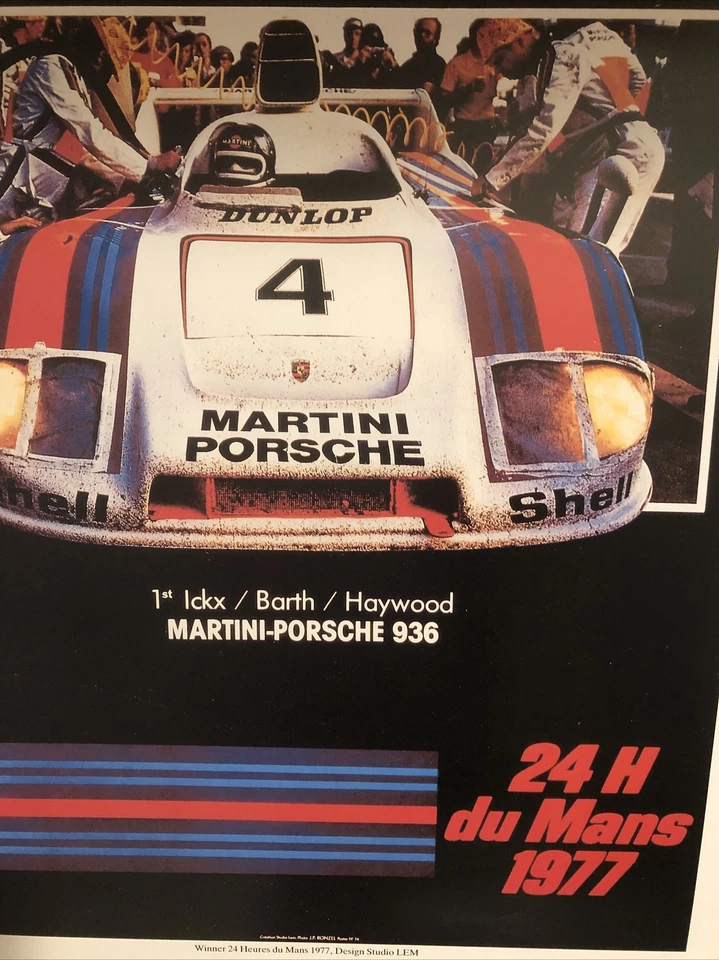 MARTINI
DUNLOP
4
MARTINI
PORSCHE
Shell
Shell
1st Ickx / Barth / Haywood
MARTINI-PORSCHE 936
24 H
du Mans
1977
Winner 24 Heures du Mans 1977, Design Studio LEM